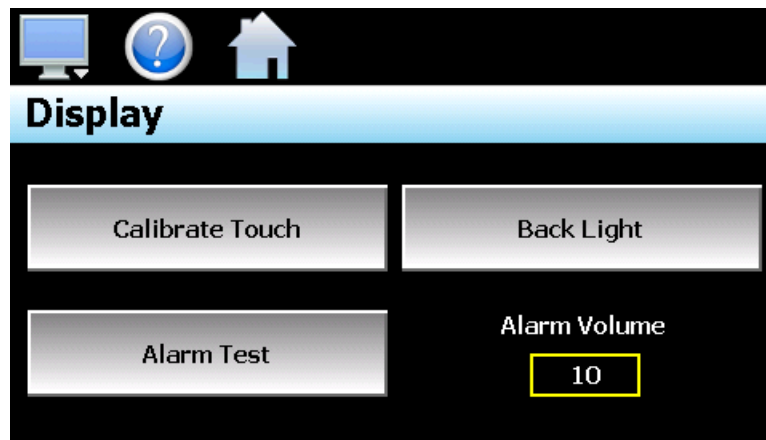 ?
Display
Calibrate Touch
Back Light
Alarm Test
Alarm Volume
10